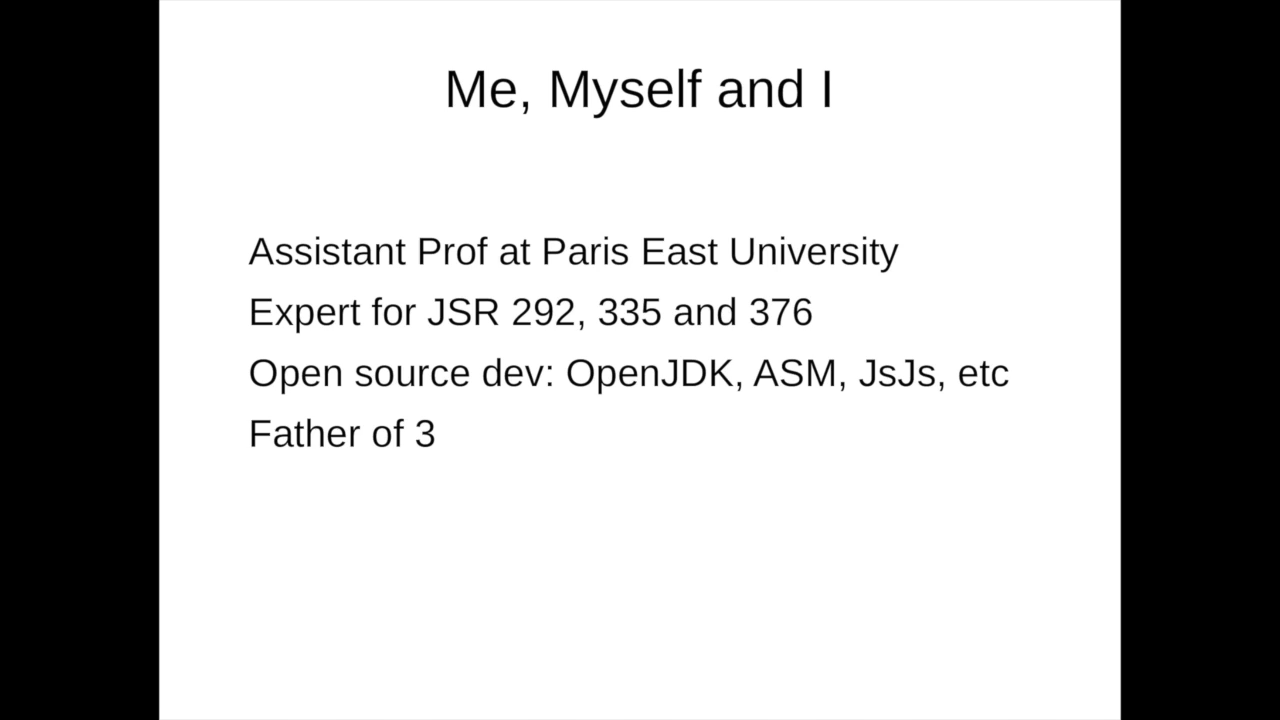 Me, Myself and I
Assistant Prof at Paris East University
Expert for JSR 292, 335 and 376
Open source dev: OpenJDK, ASM, JsJs, etc
Father of 3